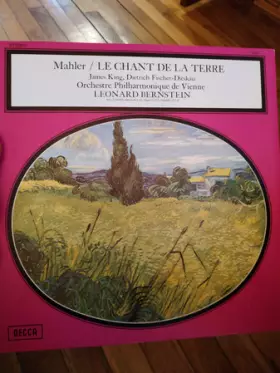 Mahler / LE CHANT DE LA TERRE
James King, Dietrich Fischer-Dieskau
Orchestre Philharmonique de Vienne
LEONARD BERNSTEIN
DECCA